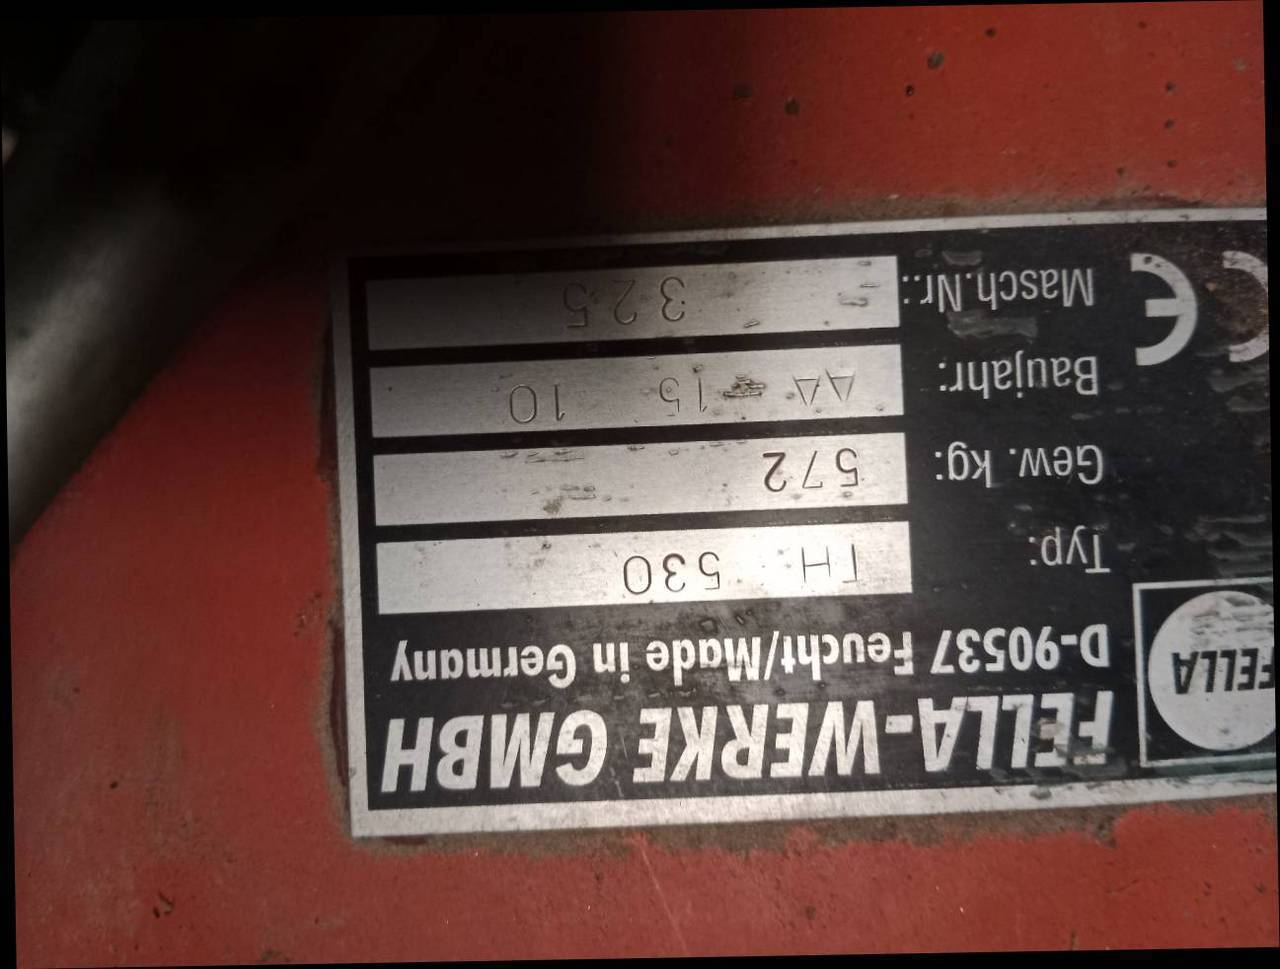 FELLA
FELLA-WERKE GMBH
D-90537 Feucht/Made in Germany
Typ: TH 530
Gew. kg: 572
Baujahr: 15 10
Masch.Nr.: 325
CE